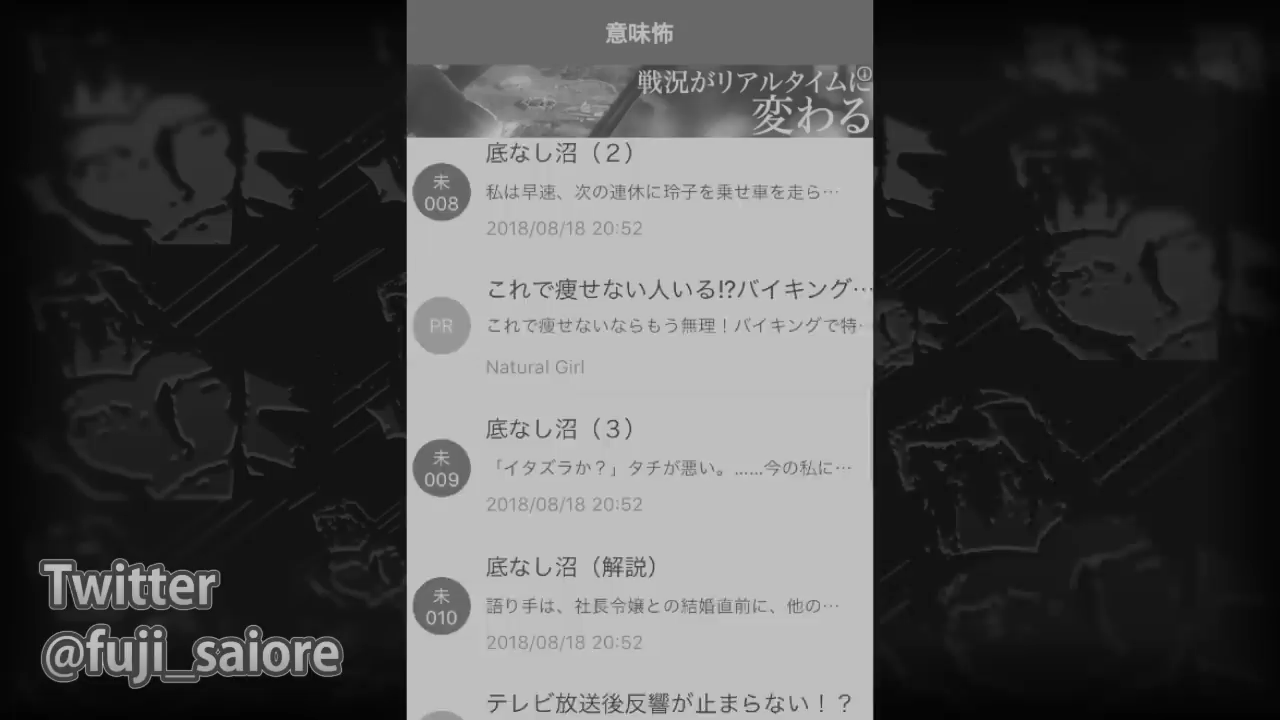 意味怖
戦況がリアルタイムに
変わる
底なし沼（２）
未
008
私は早速、次の連休に玲子を乗せ車を走ら…
2018/08/18 20:52
これで痩せない人いる!?バイキング…
PR
これで痩せないならもう無理！バイキングで特…
Natural Girl
底なし沼（３）
未
009
「イタズラか？」タチが悪い。……今の私に…
2018/08/18 20:52
底なし沼（解説）
未
010
語り手は、社長令嬢との結婚直前に、他の…
2018/08/18 20:52
テレビ放送後反響が止まらない！？
Twitter
@fuji_saiore